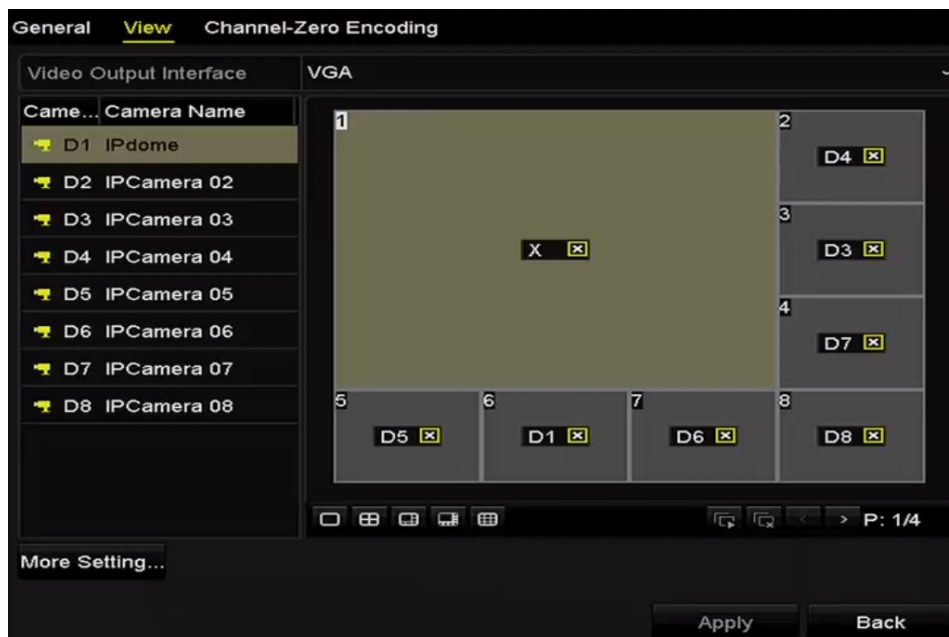 General View Channel-Zero Encoding
Video Output Interface VGA
Came... Camera Name
D1 IPdome
D2 IPCamera 02
D3 IPCamera 03
D4 IPCamera 04
D5 IPCamera 05
D6 IPCamera 06
D7 IPCamera 07
D8 IPCamera 08
1
X
2
D4
3
D3
4
D7
5
D5
6
D1
7
D6
8
D8
P: 1/4
More Setting...
Apply Back